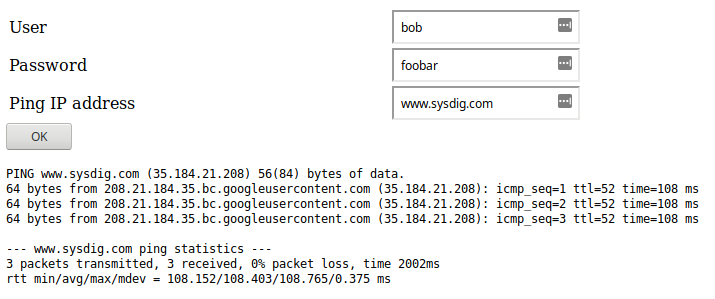 User bob
Password foobar
Ping IP address www.sysdig.com
OK
PING www.sysdig.com (35.184.21.208) 56(84) bytes of data.
64 bytes from 208.21.184.35.bc.googleusercontent.com (35.184.21.208): icmp_seq=1 ttl=52 time=108 ms
64 bytes from 208.21.184.35.bc.googleusercontent.com (35.184.21.208): icmp_seq=2 ttl=52 time=108 ms
64 bytes from 208.21.184.35.bc.googleusercontent.com (35.184.21.208): icmp_seq=3 ttl=52 time=108 ms
--- www.sysdig.com ping statistics ---
3 packets transmitted, 3 received, 0% packet loss, time 2002ms
rtt min/avg/max/mdev = 108.152/108.403/108.765/0.375 ms